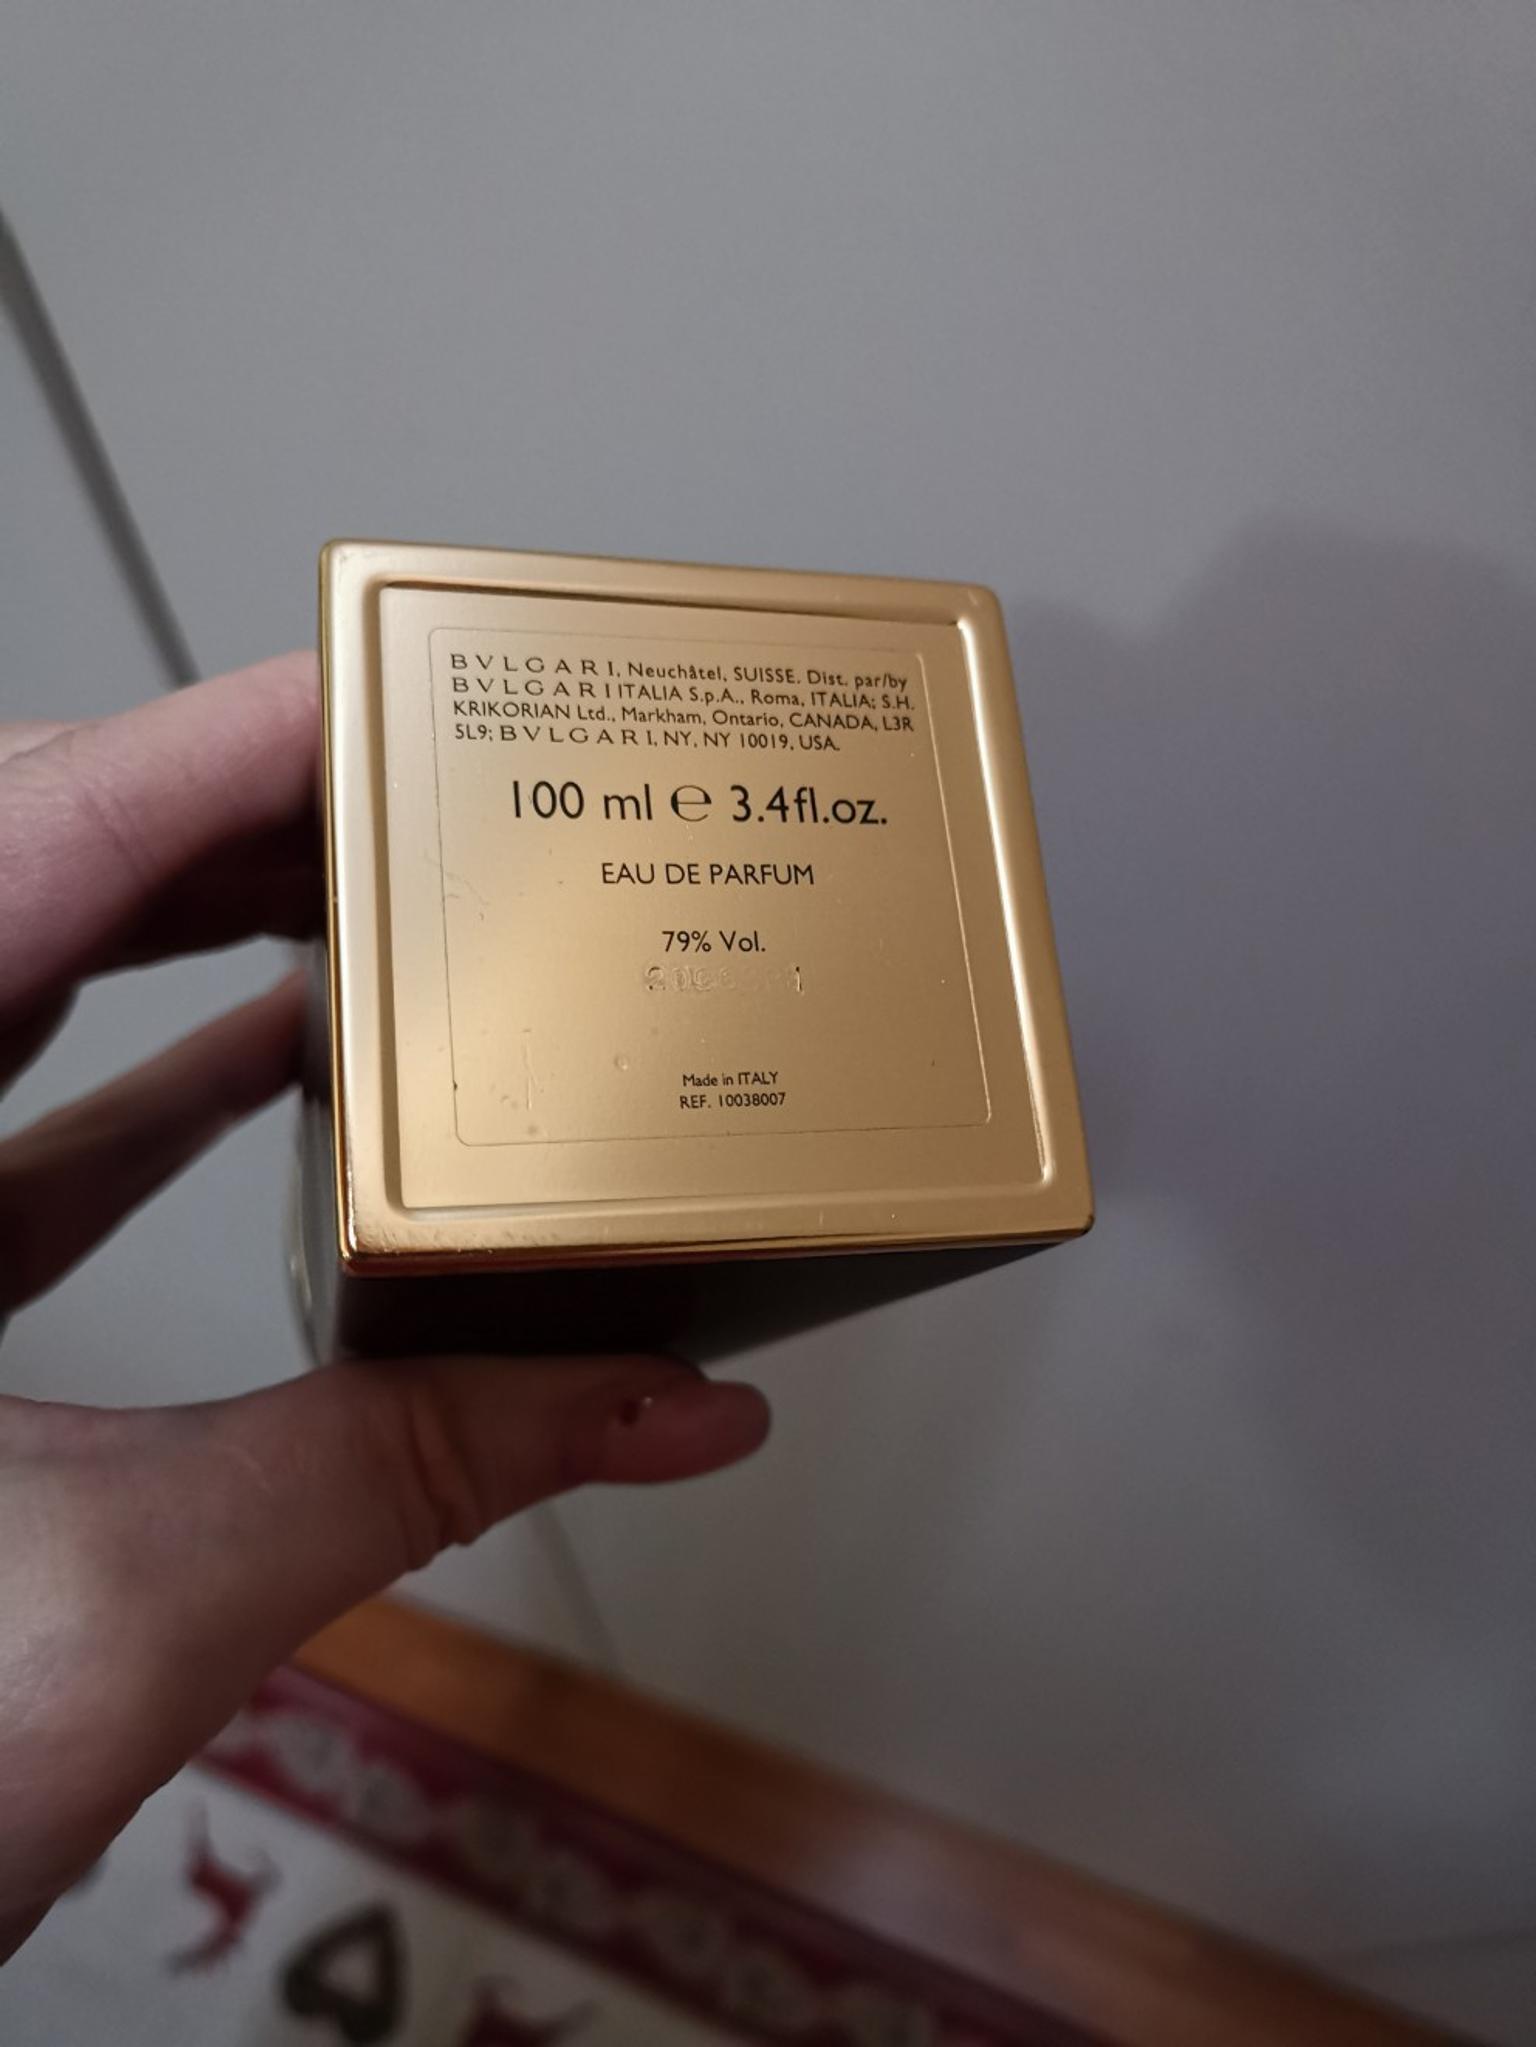 BVLGARI, Neuchâtel, SUISSE. Dist. par/by
BVLGARI ITALIA S.p.A., Roma, ITALIA; S.H.
KRIKORIAN Ltd., Markham, Ontario, CANADA, L3R
5L9; BVLGARI, NY, NY 10019, USA.
100 ml e 3.4fl.oz.
EAU DE PARFUM
79% Vol.
Made in ITALY
REF. 10038007